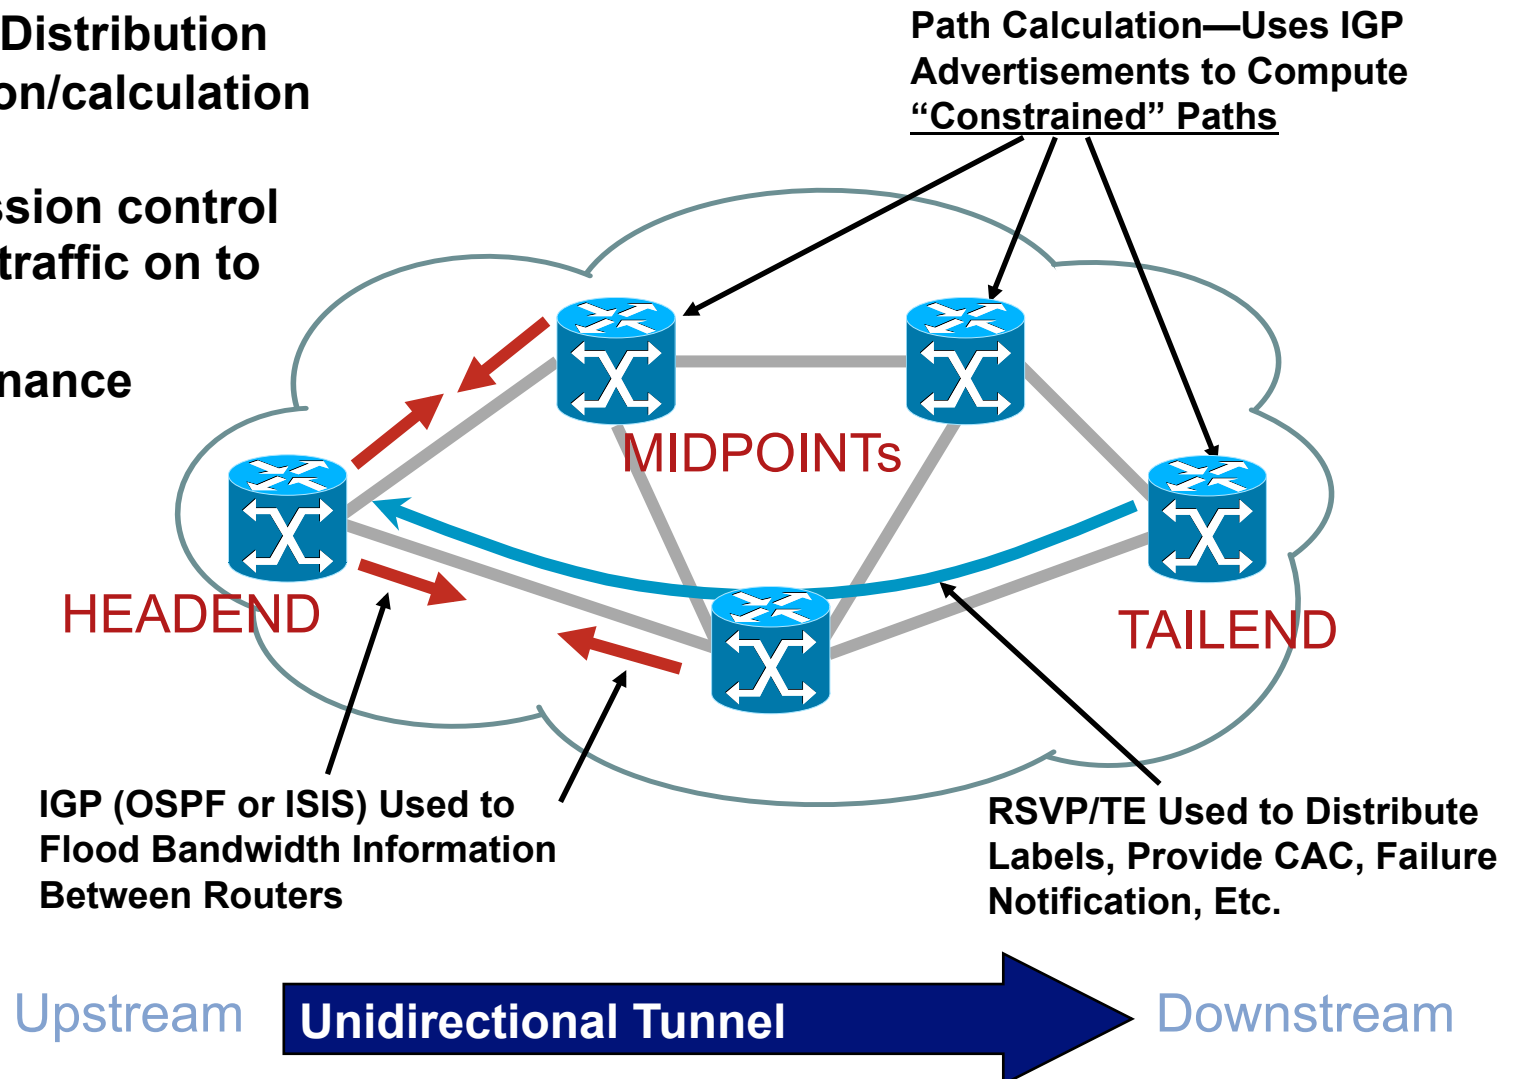 Distribution
on/calculation
ssion control
traffic on to
nance
Path Calculation—Uses IGP
Advertisements to Compute
“Constrained” Paths
MIDPOINTs
HEADEND
TAILEND
IGP (OSPF or ISIS) Used to
Flood Bandwidth Information
Between Routers
RSVP/TE Used to Distribute
Labels, Provide CAC, Failure
Notification, Etc.
Upstream
Unidirectional Tunnel
Downstream